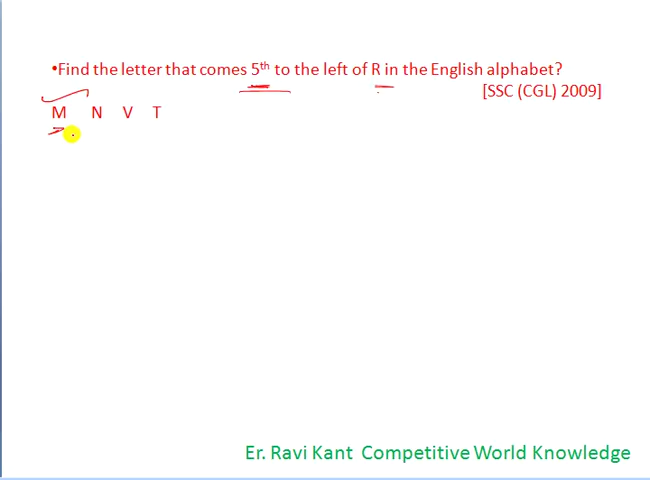 •Find the letter that comes 5th to the left of R in the English alphabet?
[SSC (CGL) 2009]
M N V T
Er. Ravi Kant Competitive World Knowledge